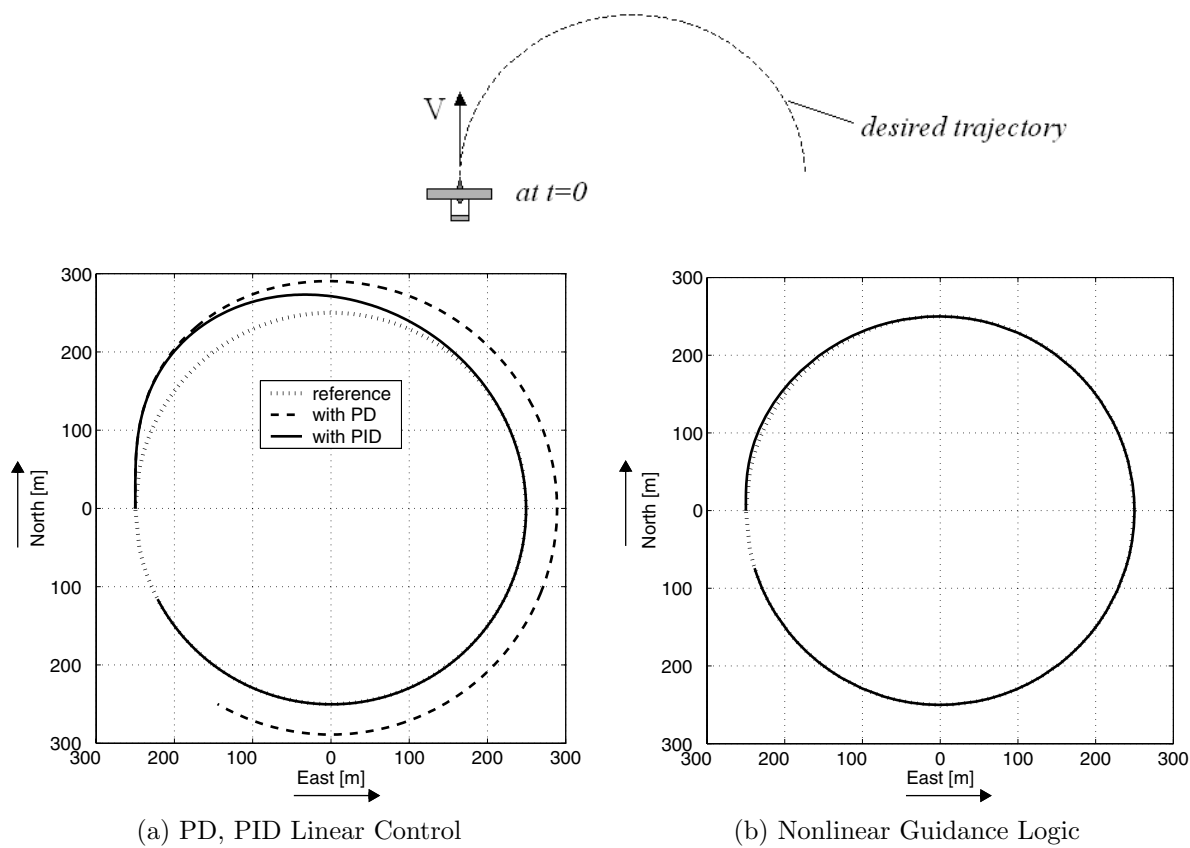 V
desired trajectory
at t=0
300
200
100
0
100
200
300
300
200
100
0
100
200
300
North [m]
East [m]
reference
with PD
with PID
(a) PD, PID Linear Control
300
200
100
0
100
200
300
300
200
100
0
100
200
300
North [m]
East [m]
(b) Nonlinear Guidance Logic